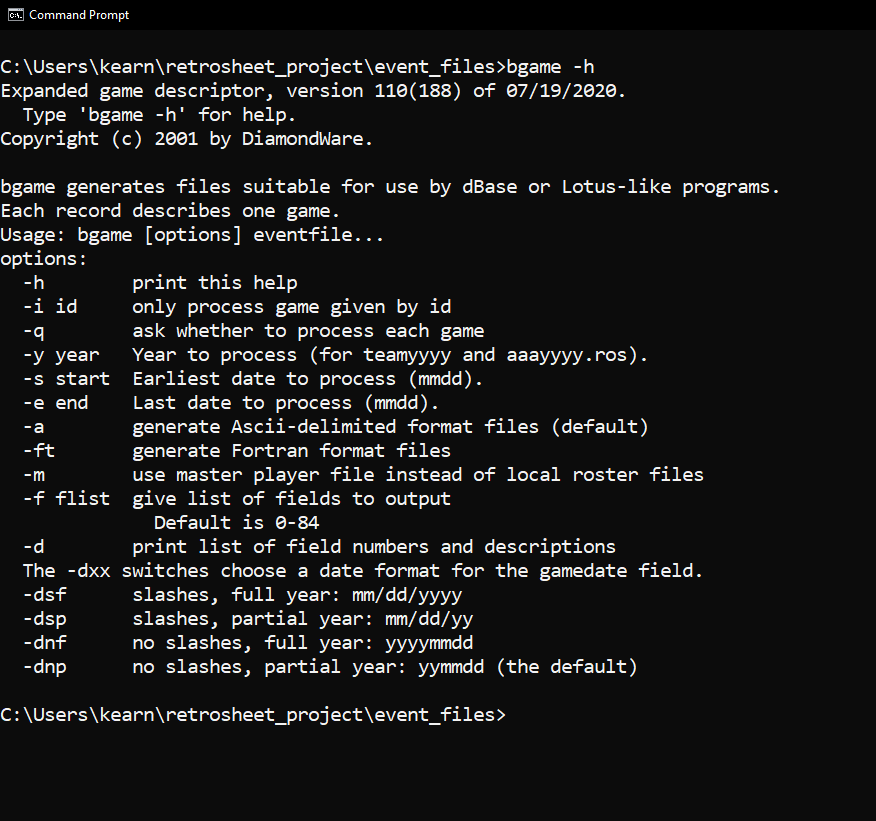 Command Prompt
C:\Users\kearn\retrosheet_project\event_files>bgame -h
Expanded game descriptor, version 110(188) of 07/19/2020.
  Type 'bgame -h' for help.
Copyright (c) 2001 by DiamondWare.

bgame generates files suitable for use by dBase or Lotus-like programs.
Each record describes one game.
Usage: bgame [options] eventfile...
options:
  -h        print this help
  -i id     only process game given by id
  -q        ask whether to process each game
  -y year   Year to process (for teamyyyy and aaayyyy.ros).
  -s start  Earliest date to process (mmdd).
  -e end    Last date to process (mmdd).
  -a        generate Ascii-delimited format files (default)
  -ft       generate Fortran format files
  -m        use master player file instead of local roster files
  -f flist  give list of fields to output
              Default is 0-84
  -d        print list of field numbers and descriptions
  The -dxx switches choose a date format for the gamedate field.
  -dsf      slashes, full year: mm/dd/yyyy
  -dsp      slashes, partial year: mm/dd/yy
  -dnf      no slashes, full year: yyyymmdd
  -dnp      no slashes, partial year: yymmdd (the default)

C:\Users\kearn\retrosheet_project\event_files>